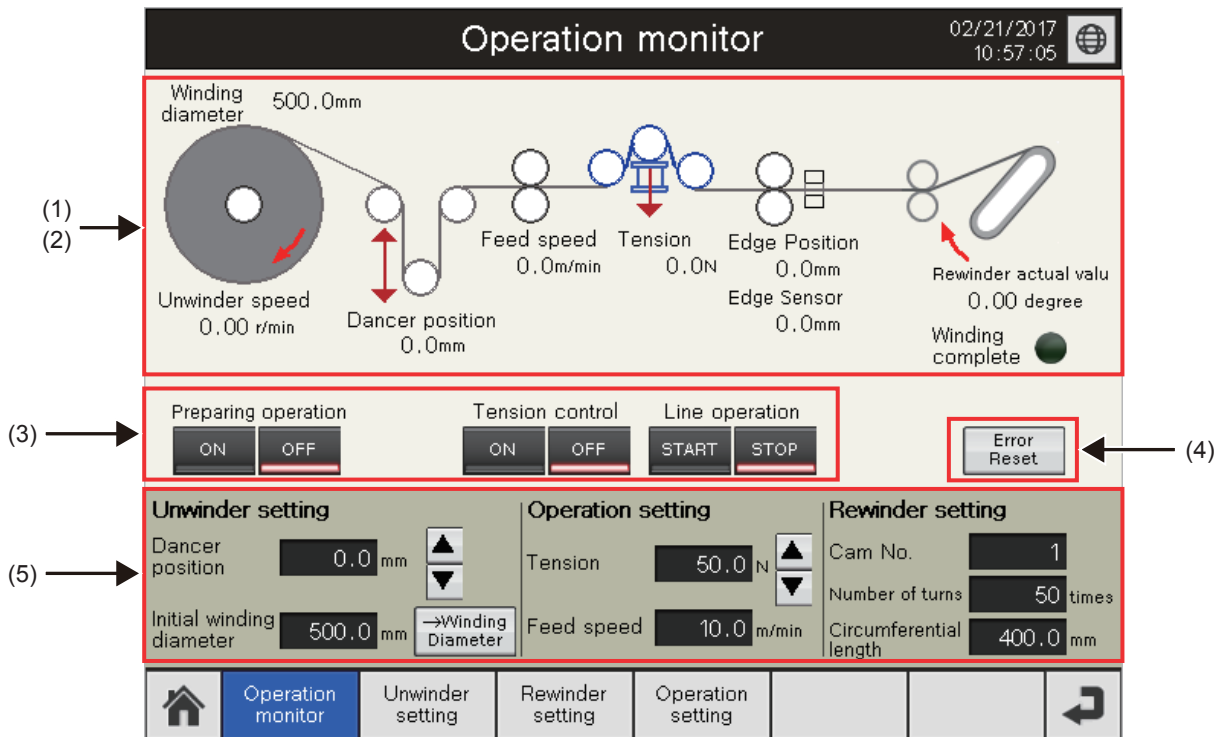 Operation monitor
02/21/2017
10:57:05
Winding
diameter
500.0mm
(1)
(2)
Feed speed
0.0m/min
Tension
0.0N
Edge Position
0.0mm
Edge Sensor
0.0mm
Rewinder actual valu
0.00 degree
Unwinder speed
0.00 r/min
Dancer position
0.0mm
Winding
complete
(3)
Preparing operation
ON OFF
Tension control
ON OFF
Line operation
START STOP
Error
Reset
(4)
(5)
Unwinder setting
Dancer
position
0.0 mm
▲
▼
Initial winding
diameter
500.0 mm
→Winding
Diameter
Operation setting
Tension
50.0 N
▲
▼
Feed speed
10.0 m/min
Rewinder setting
Cam No.
1
Number of turns
50 times
Circumferential
length
400.0 mm
Operation
monitor
Unwinder
setting
Rewinder
setting
Operation
setting